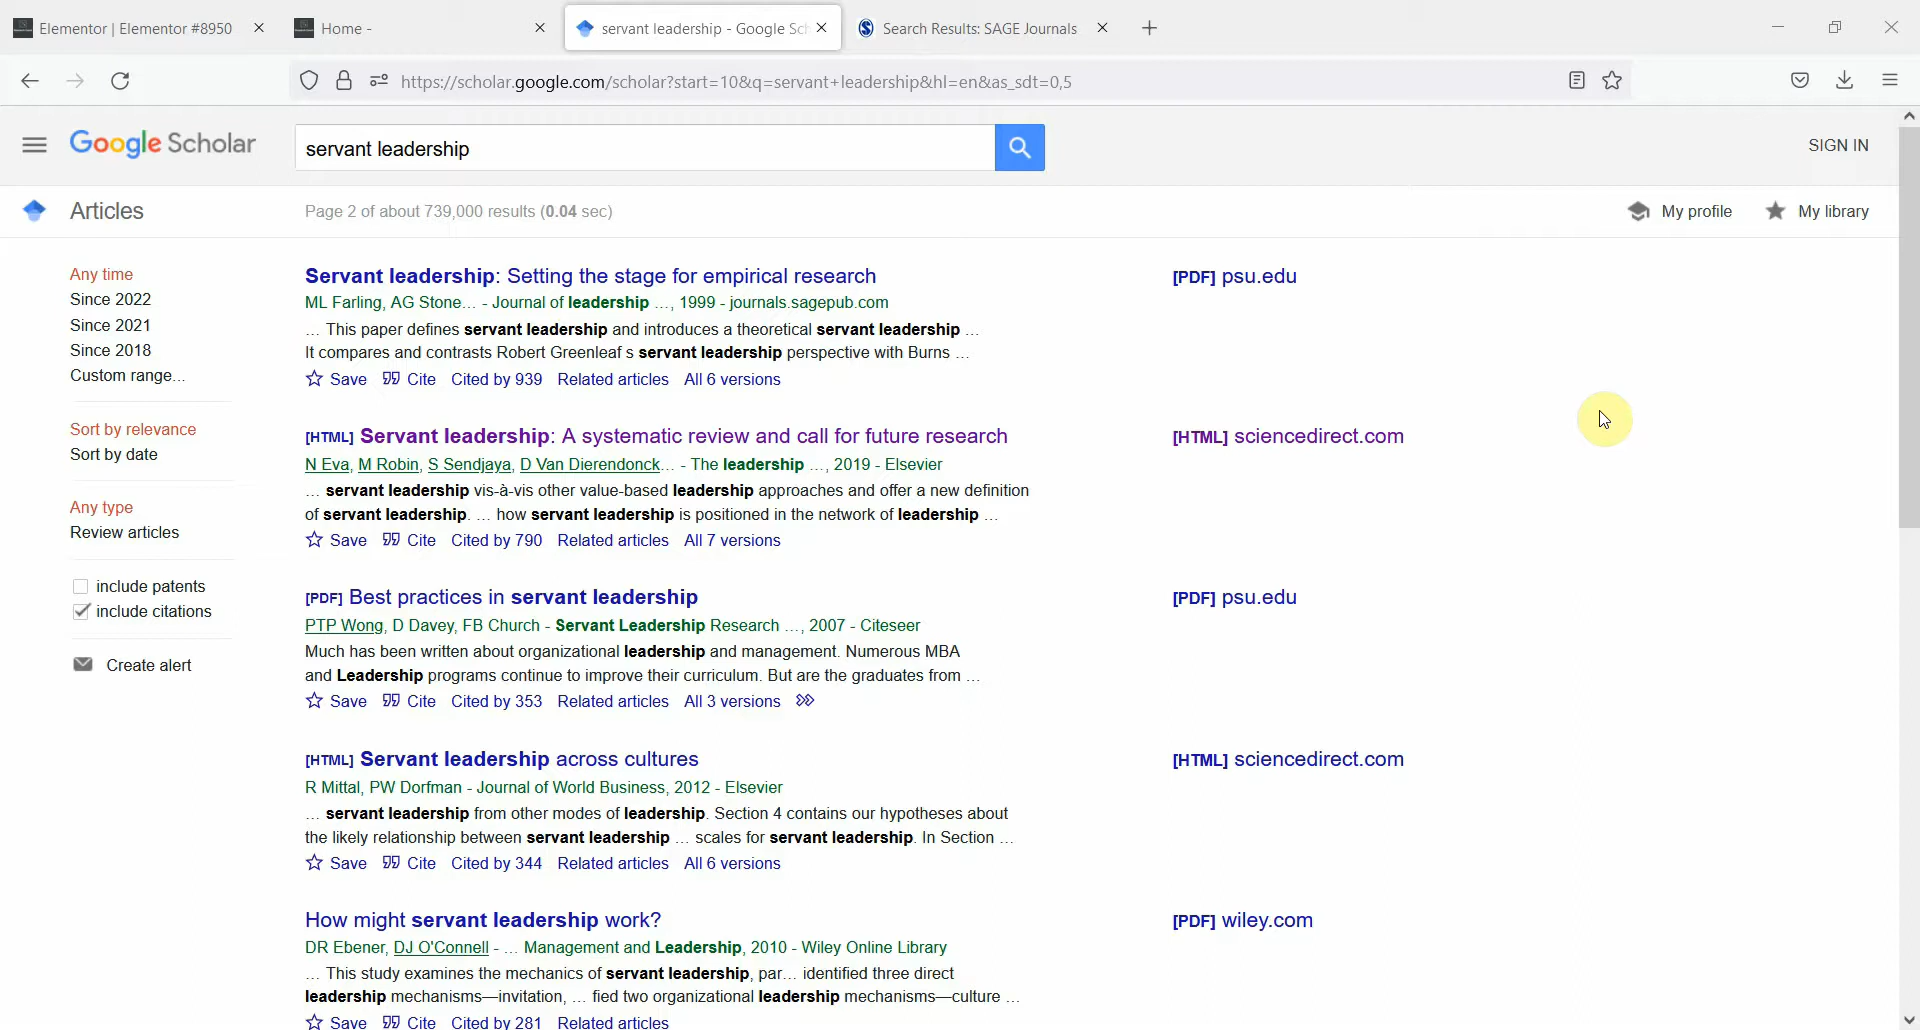 Elementor | Elementor #8950
Home -
servant leadership - Google Sch
Search Results: SAGE Journals
https://scholar.google.com/scholar?start=10&q=servant+leadership&hl=en&as_sdt=0,5
Google Scholar
servant leadership
SIGN IN
Articles
Page 2 of about 739,000 results (0.04 sec)
My profile
My library
Any time
Since 2022
Since 2021
Since 2018
Custom range...
Sort by relevance
Sort by date
Any type
Review articles
include patents
include citations
Create alert
Servant leadership: Setting the stage for empirical research
[PDF] psu.edu
ML Farling, AG Stone… - Journal of leadership …, 1999 - journals.sagepub.com
… This paper defines servant leadership and introduces a theoretical servant leadership …
It compares and contrasts Robert Greenleaf s servant leadership perspective with Burns …
Save Cite Cited by 939 Related articles All 6 versions
[HTML] Servant leadership: A systematic review and call for future research
[HTML] sciencedirect.com
N Eva, M Robin, S Sendjaya, D Van Dierendonck… - The leadership …, 2019 - Elsevier
… servant leadership vis-à-vis other value-based leadership approaches and offer a new definition
of servant leadership. … how servant leadership is positioned in the network of leadership …
Save Cite Cited by 790 Related articles All 7 versions
[PDF] Best practices in servant leadership
[PDF] psu.edu
PTP Wong, D Davey, FB Church - Servant Leadership Research …, 2007 - Citeseer
Much has been written about organizational leadership and management. Numerous MBA
and Leadership programs continue to improve their curriculum. But are the graduates from …
Save Cite Cited by 353 Related articles All 3 versions
[HTML] Servant leadership across cultures
[HTML] sciencedirect.com
R Mittal, PW Dorfman - Journal of World Business, 2012 - Elsevier
… servant leadership from other modes of leadership. Section 4 contains our hypotheses about
the likely relationship between servant leadership … scales for servant leadership. In Section …
Save Cite Cited by 344 Related articles All 6 versions
How might servant leadership work?
[PDF] wiley.com
DR Ebener, DJ O'Connell - … Management and Leadership, 2010 - Wiley Online Library
… This study examines the mechanics of servant leadership, par… identified three direct
leadership mechanisms—invitation, … fied two organizational leadership mechanisms—culture …
Save Cite Cited by 281 Related articles